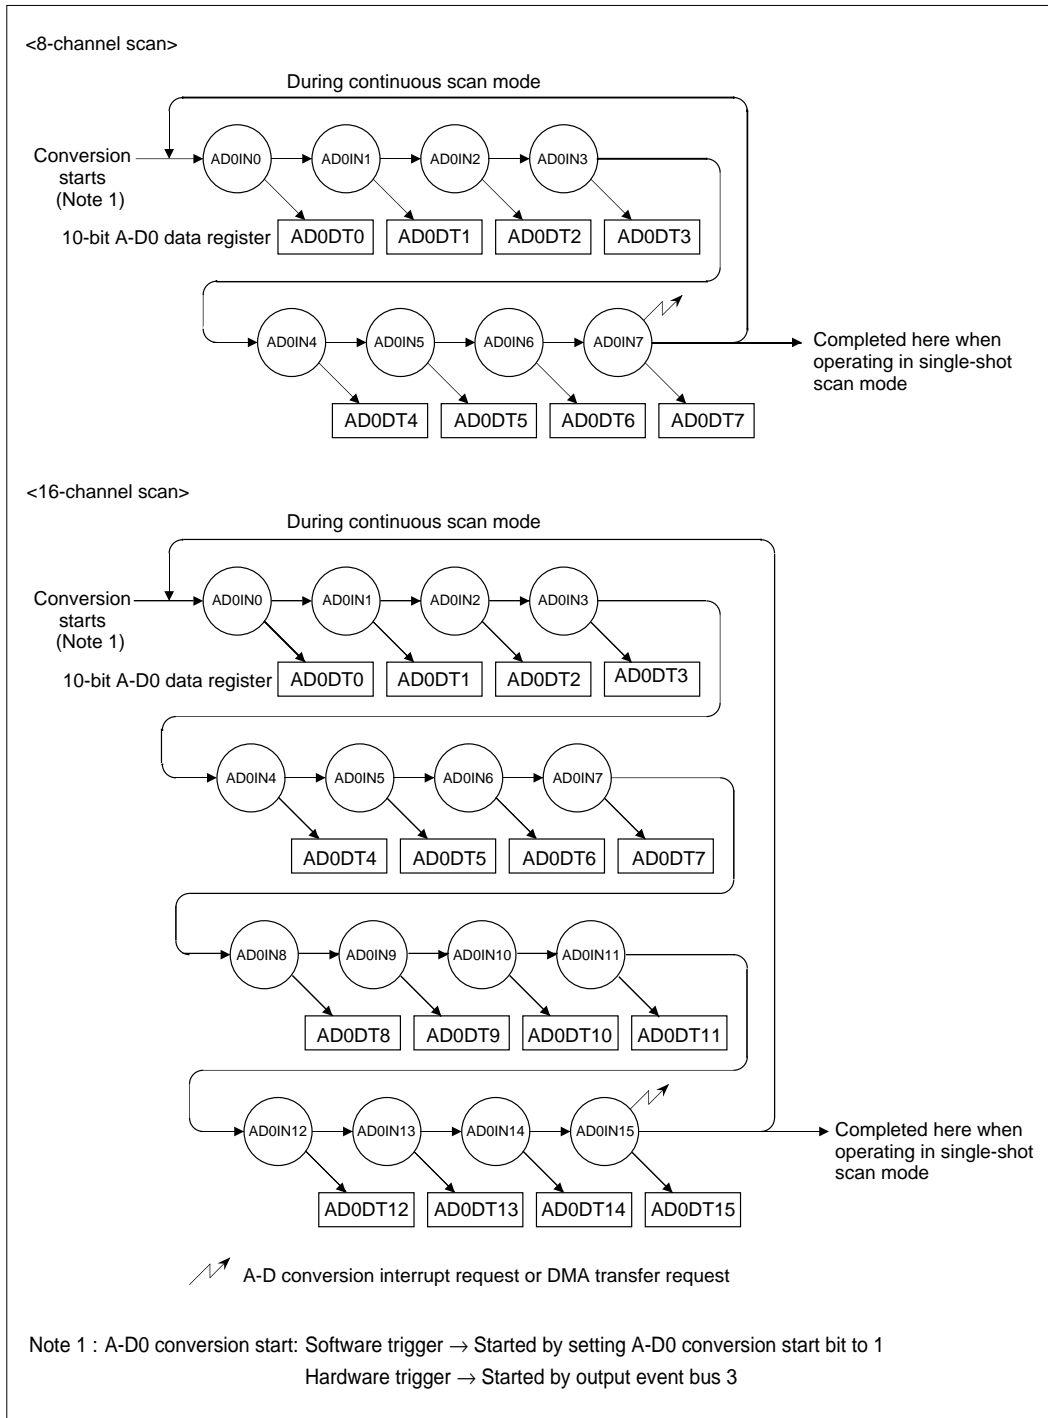 <8-channel scan>
During continuous scan mode
Conversion
starts
(Note 1)
AD0IN0
AD0IN1
AD0IN2
AD0IN3
10-bit A-D0 data register
AD0DT0
AD0DT1
AD0DT2
AD0DT3
AD0IN4
AD0IN5
AD0IN6
AD0IN7
Completed here when
operating in single-shot
scan mode
AD0DT4
AD0DT5
AD0DT6
AD0DT7
<16-channel scan>
During continuous scan mode
Conversion
starts
(Note 1)
AD0IN0
AD0IN1
AD0IN2
AD0IN3
10-bit A-D0 data register
AD0DT0
AD0DT1
AD0DT2
AD0DT3
AD0IN4
AD0IN5
AD0IN6
AD0IN7
AD0DT4
AD0DT5
AD0DT6
AD0DT7
AD0IN8
AD0IN9
AD0IN10
AD0IN11
AD0DT8
AD0DT9
AD0DT10
AD0DT11
AD0IN12
AD0IN13
AD0IN14
AD0IN15
Completed here when
operating in single-shot
scan mode
AD0DT12
AD0DT13
AD0DT14
AD0DT15
A-D conversion interrupt request or DMA transfer request
Note 1 : A-D0 conversion start: Software trigger → Started by setting A-D0 conversion start bit to 1
Hardware trigger → Started by output event bus 3